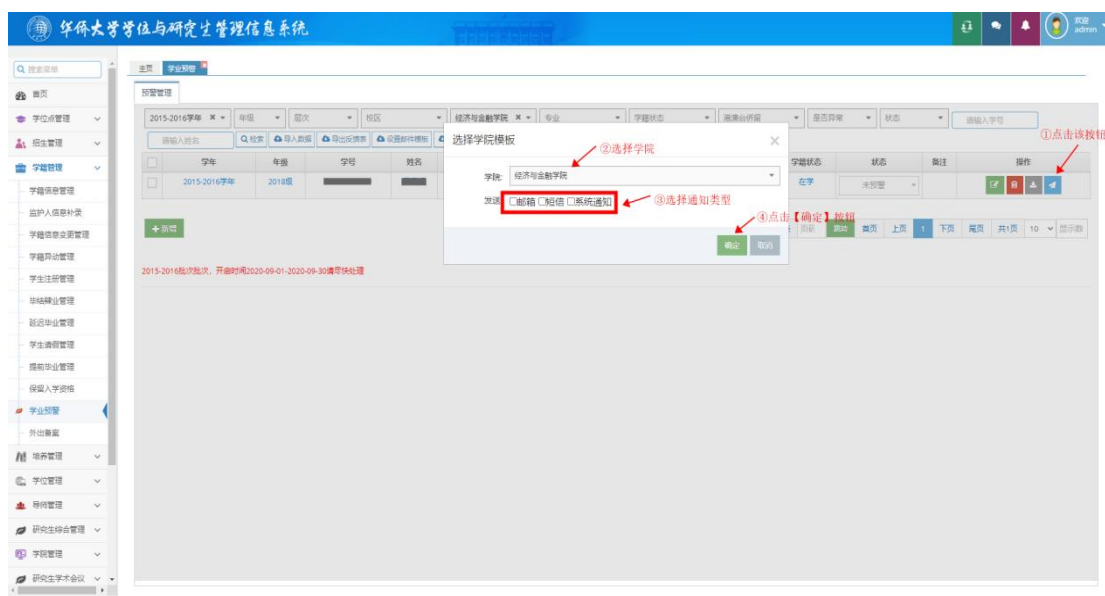 华侨大学学位与研究生管理信息系统
欢迎
admin
搜索菜单
主页 学业预警
首页
预警管理
学位点管理
2015-2016学年 年级 层次 校区 经济与金融学院 专业 学籍状态 港澳台侨留 是否异常 状态 请输入学号
招生管理
请输入姓名 检索 导入数据 导出反馈表 设置邮件模板
选择学院模板
①点击该按钮
②选择学院
学籍管理
学年 年级 学号 姓名 学籍状态 状态 备注 操作
2015-2016学年 2018级 在学 未预警
学院: 经济与金融学院
发送: 邮箱 短信 系统通知
③选择通知类型
④点击【确定】按钮
确定 取消
学籍信息管理
监护人信息补录
学籍信息变更管理
新增
页码 跳转 首页 上页 1 下页 尾页 共1页 10 显示数
学籍异动管理
2015-2016批次批次，开启时间2020-09-01-2020-09-30请尽快处理
学生注册管理
毕结肄业管理
延迟毕业管理
学生请假管理
提前毕业管理
保留入学资格
学业预警
外出备案
培养管理
学位管理
导师管理
研究生综合管理
学院管理
研究生学术会议